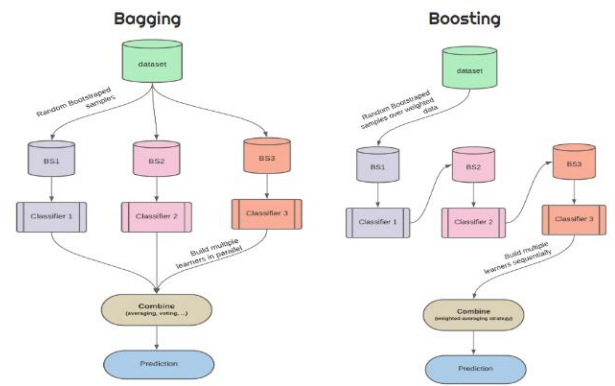 Bagging
dataset
Random Bootstraped
samples
BS1
BS2
BS3
Classifier 1
Classifier 2
Classifier 3
Build multiple
learners in parallel
Combine
(averaging, voting, ...)
Prediction
Boosting
dataset
Random Bootstraped
samples over weighted
data
BS1
BS2
BS3
Classifier 1
Classifier 2
Classifier 3
Build multiple
learners sequentially
Combine
(weighted averaging strategy)
Prediction